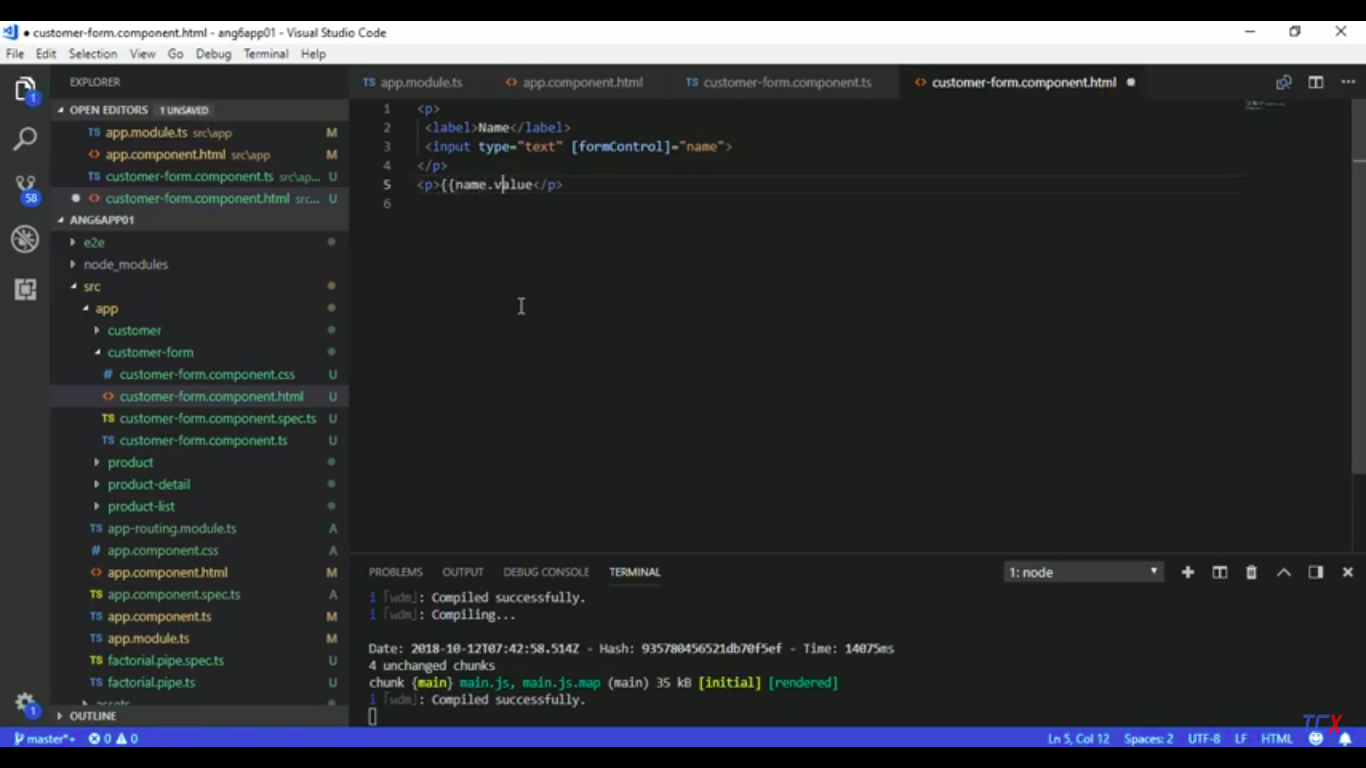 customer-form.component.html - ang6app01 - Visual Studio Code
File Edit Selection View Go Debug Terminal Help
EXPLORER
OPEN EDITORS 1 UNSAVED
TS app.module.ts src\app M
<> app.component.html src\app M
TS customer-form.component.ts src\ap... U
● <> customer-form.component.html src... U
ANG6APP01
e2e
node_modules
src
app
customer
customer-form
# customer-form.component.css U
<> customer-form.component.html U
TS customer-form.component.spec.ts U
TS customer-form.component.ts U
product
product-detail
product-list
TS app-routing.module.ts A
# app.component.css A
<> app.component.html M
TS app.component.spec.ts A
TS app.component.ts M
TS app.module.ts M
TS factorial.pipe.spec.ts U
TS factorial.pipe.ts U
OUTLINE
1
58
1
TS app.module.ts <> app.component.html TS customer-form.component.ts <> customer-form.component.html ●
1 <p>
2 <label>Name</label>
3 <input type="text" [formControl]="name">
4 </p>
5 <p>{{name.value</p>
6
PROBLEMS OUTPUT DEBUG CONSOLE TERMINAL 1: node
i ｢wdm｣: Compiled successfully.
i ｢wdm｣: Compiling...
Date: 2018-10-12T07:42:58.514Z - Hash: 935780456521db70f5ef - Time: 14075ms
4 unchanged chunks
chunk {main} main.js, main.js.map (main) 35 kB [initial] [rendered]
i ｢wdm｣: Compiled successfully.
TCX
master*+ 0 0 Ln 5, Col 12 Spaces: 2 UTF-8 LF HTML